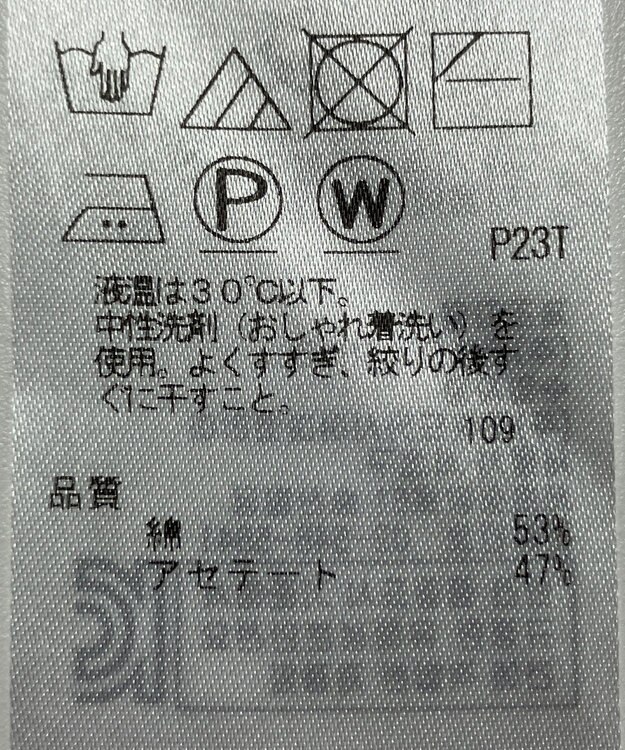 P W
P23T
液温は30℃以下。
中性洗剤（おしゃれ着洗い）を
使用。よくすすぎ、絞りの後す
ぐに干すこと。
109
品質
綿 53%
アセテート 47%